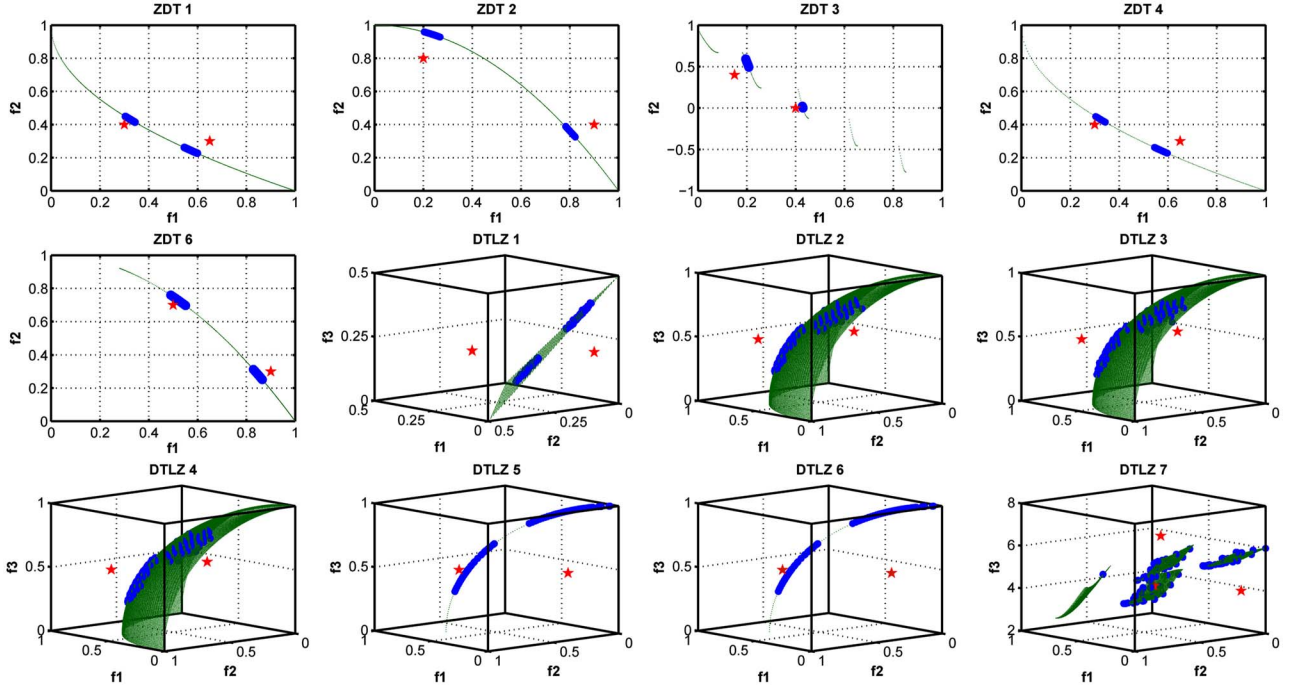 ZDT 1
1
0.8
0.6
0.4
0.2
0
f2
0 0.2 0.4 0.6 0.8 1
f1
ZDT 2
1
0.8
0.6
0.4
0.2
0
f2
0 0.2 0.4 0.6 0.8 1
f1
ZDT 3
1
0.5
0
−0.5
−1
f2
0 0.2 0.4 0.6 0.8 1
f1
ZDT 4
1
0.8
0.6
0.4
0.2
0
f2
0 0.2 0.4 0.6 0.8 1
f1
ZDT 6
1
0.8
0.6
0.4
0.2
0
f2
0 0.2 0.4 0.6 0.8 1
f1
DTLZ 1
0.5
0.25
0
f3
0.5 0.25 0
f1
0.5 0.25 0
f2
DTLZ 2
1
0.5
0
f3
1 0.5 0
f1
1 0.5 0
f2
DTLZ 3
1
0.5
0
f3
1 0.5 0
f1
1 0.5 0
f2
DTLZ 4
1
0.5
0
f3
1 0.5 0
f1
1 0.5 0
f2
DTLZ 5
1
0.5
0
f3
1 0.5 0
f1
1 0.5 0
f2
DTLZ 6
1
0.5
0
f3
1 0.5 0
f1
1 0.5 0
f2
DTLZ 7
8
6
4
2
f3
1 0.5 0
f1
1 0.5 0
f2